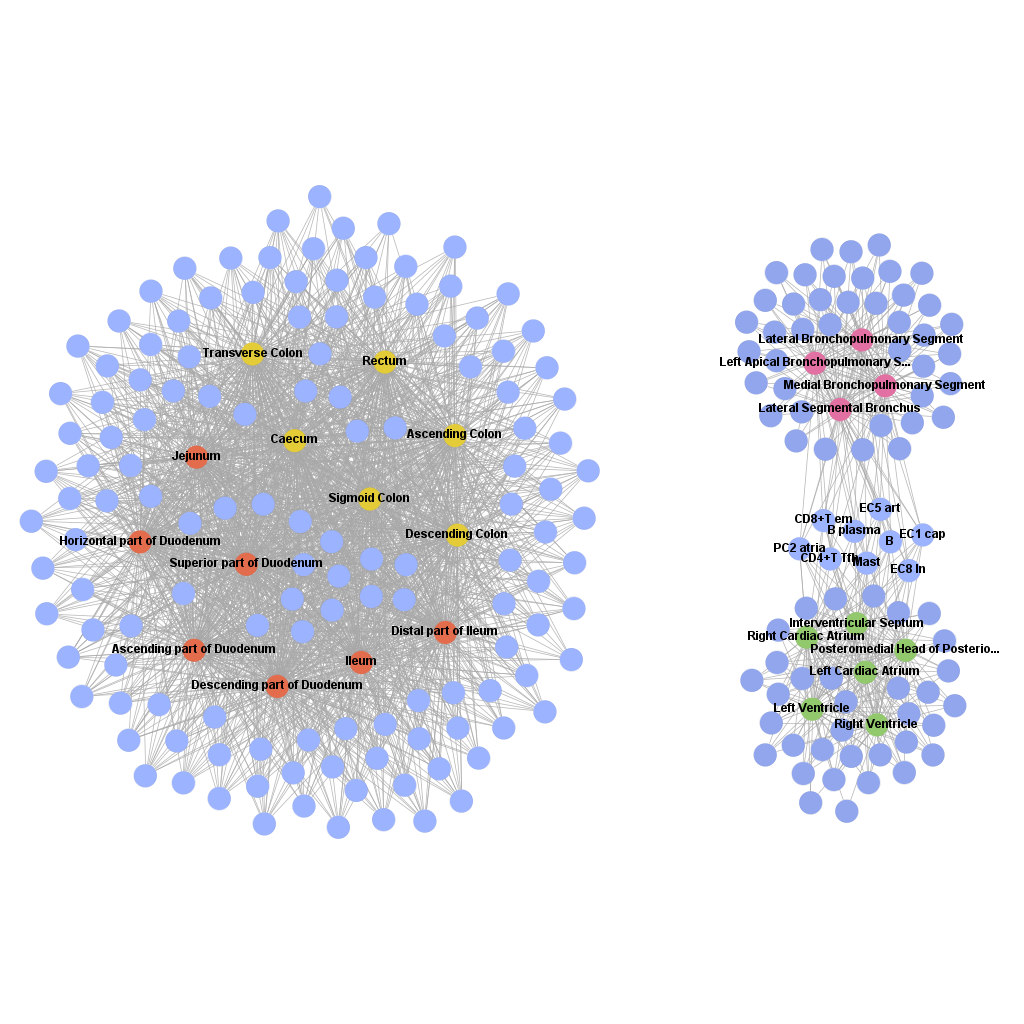 Transverse Colon
Rectum
Caecum
Ascending Colon
Jejunum
Sigmoid Colon
Descending Colon
Horizontal part of Duodenum
Superior part of Duodenum
Distal part of Ileum
Ascending part of Duodenum
Ileum
Descending part of Duodenum
Lateral Bronchopulmonary Segment
Left Apical Bronchopulmonary S...
Medial Bronchopulmonary Segment
Lateral Segmental Bronchus
EC5 art
CD8+T em
B plasma
EC1 cap
B
PC2 atria
CD4+T Tfh
Mast
EC8 ln
Interventricular Septum
Right Cardiac Atrium
Posteromedial Head of Posterio...
Left Cardiac Atrium
Left Ventricle
Right Ventricle